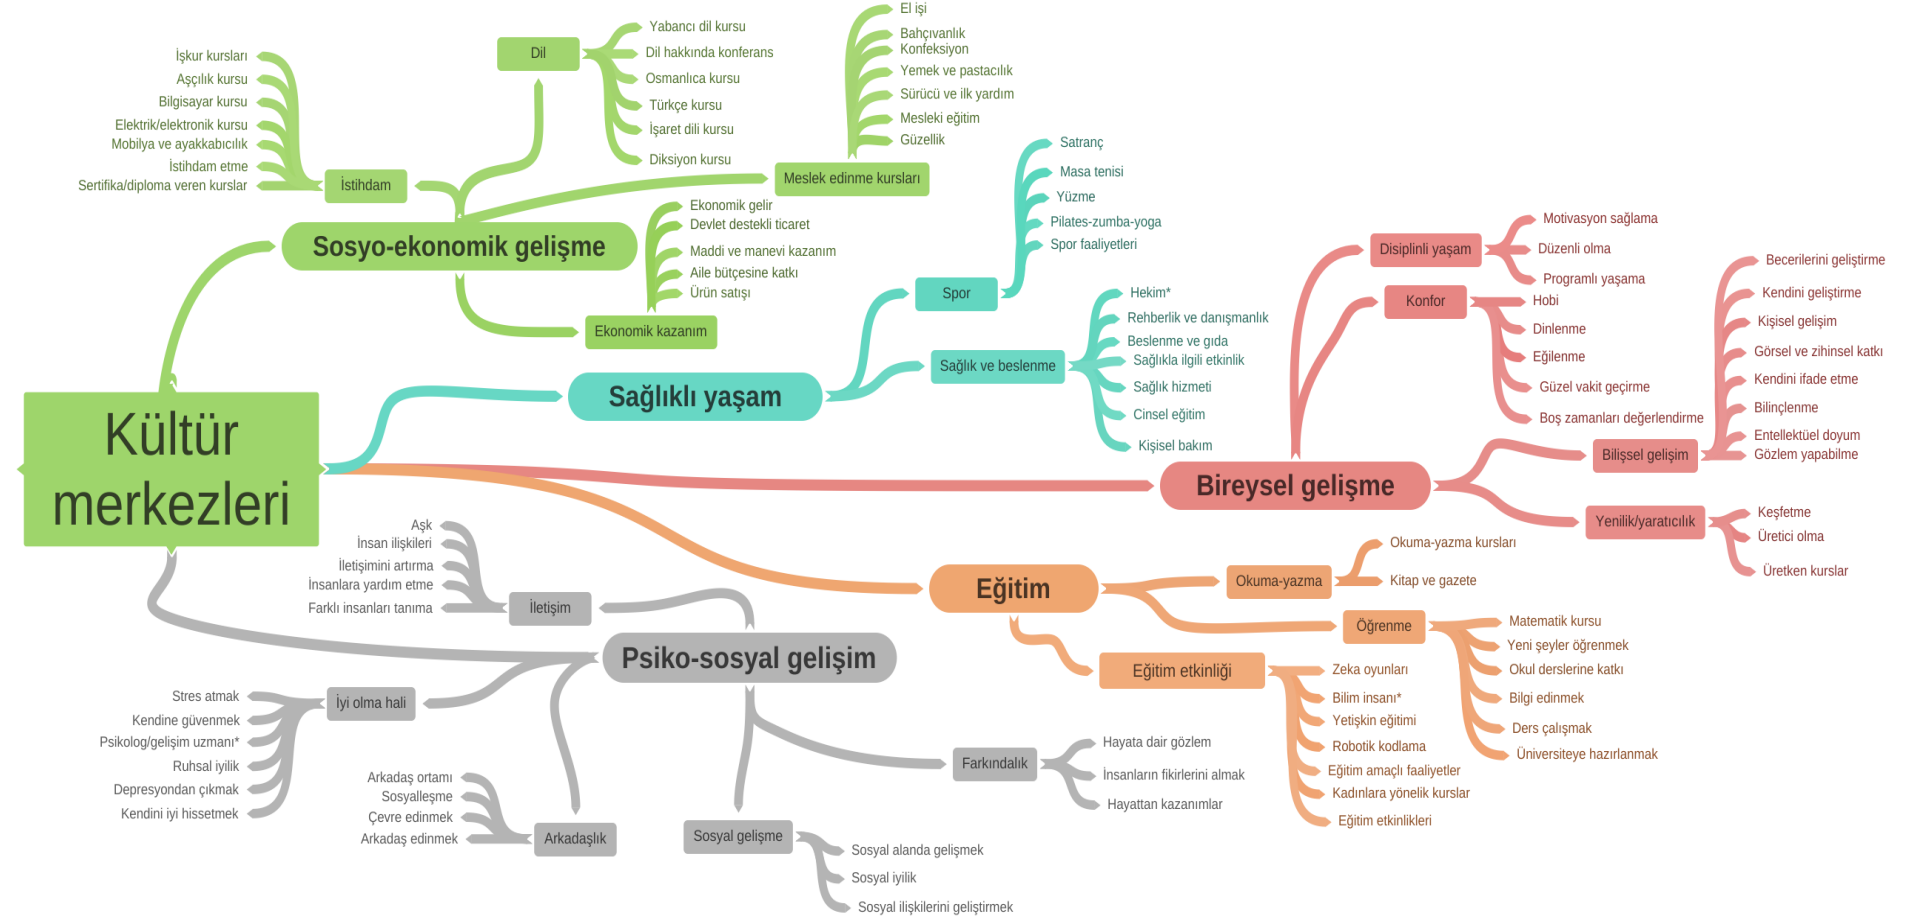 Kültür
merkezleri
Sosyo-ekonomik gelişme
İstihdam
İşkur kursları
Aşçılık kursu
Bilgisayar kursu
Elektrik/elektronik kursu
Mobilya ve ayakkabıcılık
İstihdam etme
Sertifika/diploma veren kurslar
Dil
Yabancı dil kursu
Dil hakkında konferans
Osmanlıca kursu
Türkçe kursu
İşaret dili kursu
Diksiyon kursu
Meslek edinme kursları
El işi
Bahçıvanlık
Konfeksiyon
Yemek ve pastacılık
Sürücü ve ilk yardım
Mesleki eğitim
Güzellik
Ekonomik kazanım
Ekonomik gelir
Devlet destekli ticaret
Maddi ve manevi kazanım
Aile bütçesine katkı
Ürün satışı
Sağlıklı yaşam
Spor
Satranç
Masa tenisi
Yüzme
Pilates-zumba-yoga
Spor faaliyetleri
Sağlık ve beslenme
Hekim*
Rehberlik ve danışmanlık
Beslenme ve gıda
Sağlıkla ilgili etkinlik
Sağlık hizmeti
Cinsel eğitim
Kişisel bakım
Bireysel gelişme
Disiplinli yaşam
Motivasyon sağlama
Düzenli olma
Programlı yaşama
Konfor
Hobi
Dinlenme
Eğilenme
Güzel vakit geçirme
Boş zamanları değerlendirme
Bilişsel gelişim
Becerilerini geliştirme
Kendini geliştirme
Kişisel gelişim
Görsel ve zihinsel katkı
Kendini ifade etme
Bilinçlenme
Entellektüel doyum
Gözlem yapabilme
Yenilik/yaratıcılık
Keşfetme
Üretici olma
Üretken kurslar
Eğitim
Okuma-yazma
Okuma-yazma kursları
Kitap ve gazete
Öğrenme
Matematik kursu
Yeni şeyler öğrenmek
Okul derslerine katkı
Bilgi edinmek
Ders çalışmak
Üniversiteye hazırlanmak
Eğitim etkinliği
Zeka oyunları
Bilim insanı*
Yetişkin eğitimi
Robotik kodlama
Eğitim amaçlı faaliyetler
Kadınlara yönelik kurslar
Eğitim etkinlikleri
Psiko-sosyal gelişim
İletişim
Aşk
İnsan ilişkileri
İletişimini artırma
İnsanlara yardım etme
Farklı insanları tanıma
İyi olma hali
Stres atmak
Kendine güvenmek
Psikolog/gelişim uzmanı*
Ruhsal iyilik
Depresyondan çıkmak
Kendini iyi hissetmek
Arkadaşlık
Arkadaş ortamı
Sosyalleşme
Çevre edinmek
Arkadaş edinmek
Sosyal gelişme
Sosyal alanda gelişmek
Sosyal iyilik
Sosyal ilişkilerini geliştirmek
Farkındalık
Hayata dair gözlem
İnsanların fikirlerini almak
Hayattan kazanımlar